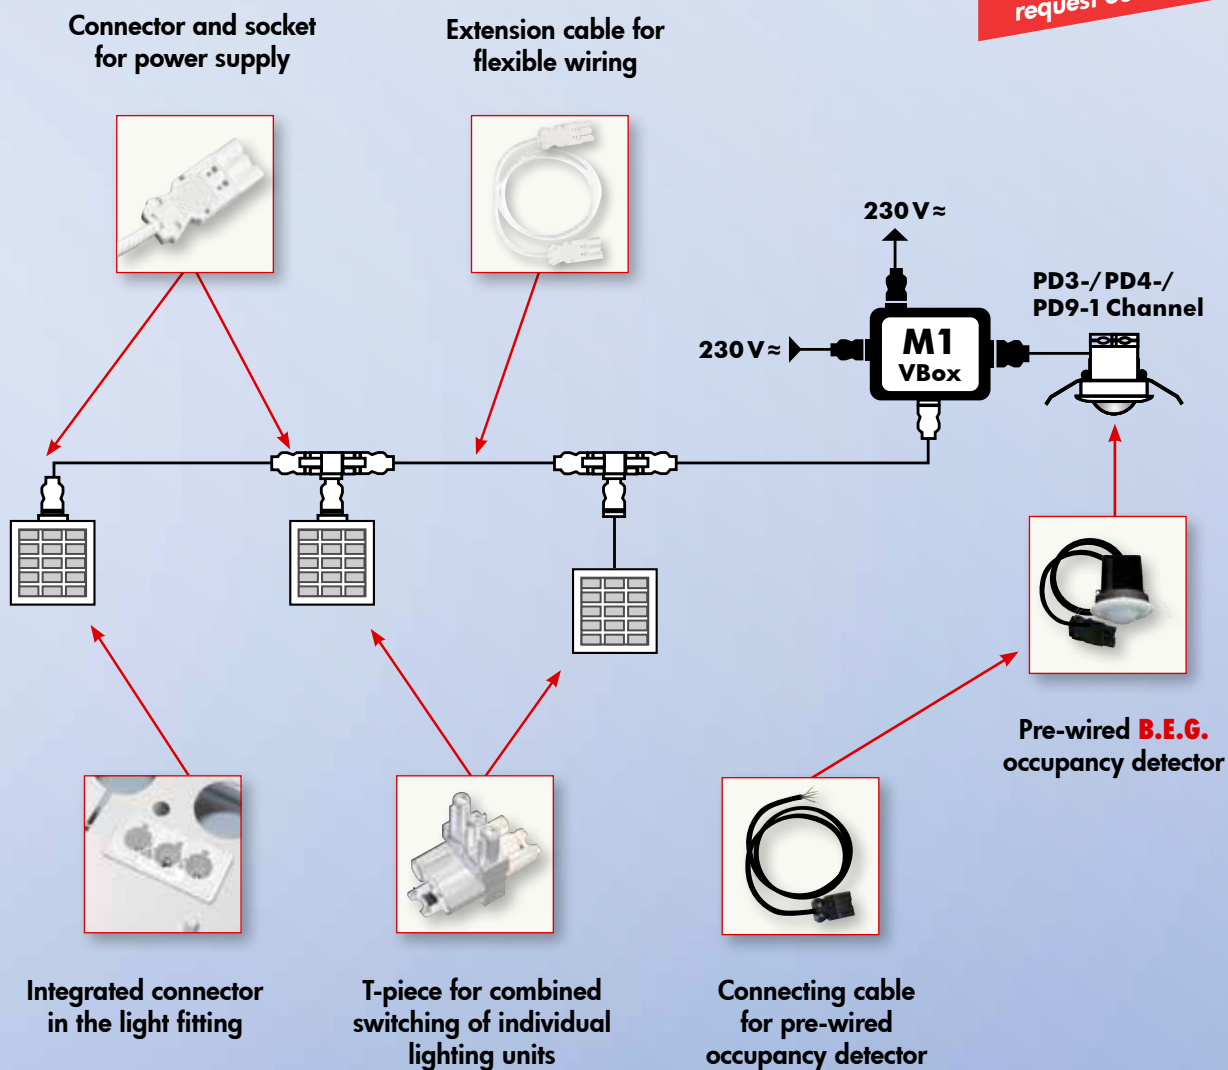 request
Connector and socket
for power supply
Extension cable for
flexible wiring
230 V≈
PD3-/PD4-/
PD9-1 Channel
230 V≈
M1
VBox
Pre-wired B.E.G.
occupancy detector
Integrated connector
in the light fitting
T-piece for combined
switching of individual
lighting units
Connecting cable
for pre-wired
occupancy detector